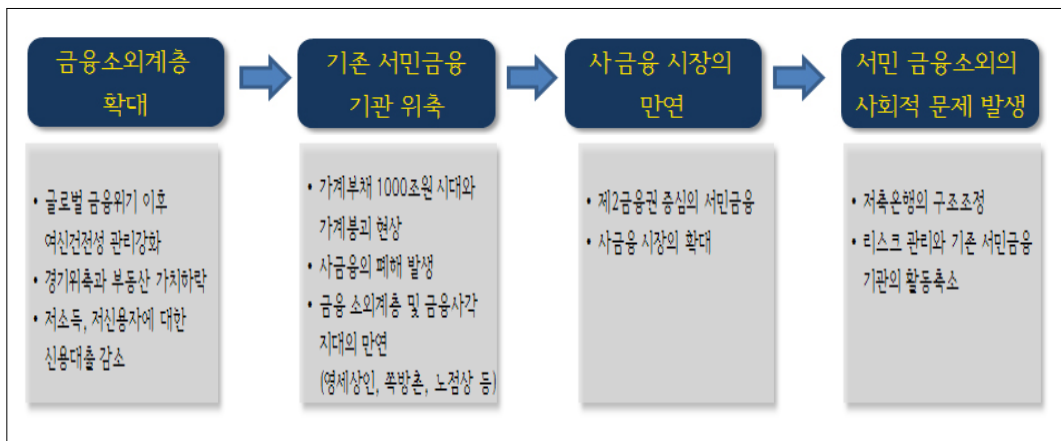 금융소외계층
확대
기존 서민금융
기관 위축
사금융 시장의
만연
서민 금융소외의
사회적 문제 발생
• 글로벌 금융위기 이후
여신건전성 관리강화
• 경기위축과 부동산 가치하락
• 저소득, 저신용자에 대한
신용대출 감소
• 가계부채 1000조원 시대와
가계붕괴 현상
• 사금융의 폐해 발생
• 금융 소외계층 및 금융사각
지대의 만연
(영세상인, 쪽방촌, 노점상 등)
• 제2금융권 중심의 서민금융
• 사금융 시장의 확대
• 저축은행의 구조조정
• 리스크 관리와 기존 서민금융
기관의 활동축소